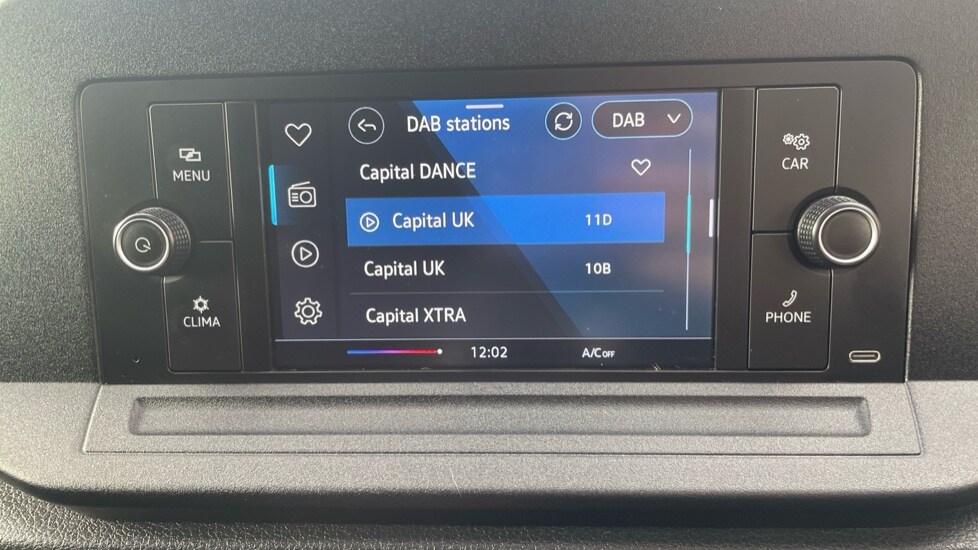 MENU
CLIMA
DAB stations
DAB
Capital DANCE
Capital UK 11D
Capital UK 10B
Capital XTRA
12:02
A/C OFF
CAR
PHONE